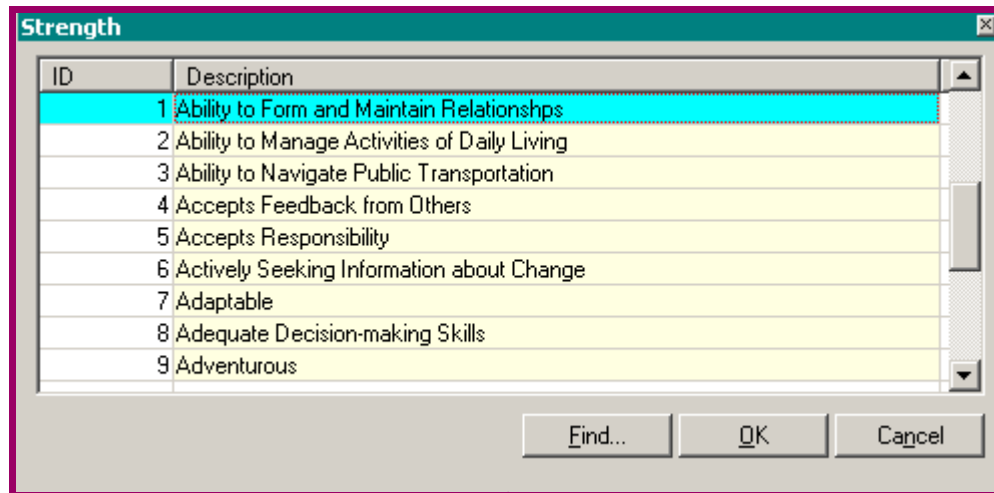 Strength
ID Description
1 Ability to Form and Maintain Relationshps
2 Ability to Manage Activities of Daily Living
3 Ability to Navigate Public Transportation
4 Accepts Feedback from Others
5 Accepts Responsibility
6 Actively Seeking Information about Change
7 Adaptable
8 Adequate Decision-making Skills
9 Adventurous
Find... OK Cancel